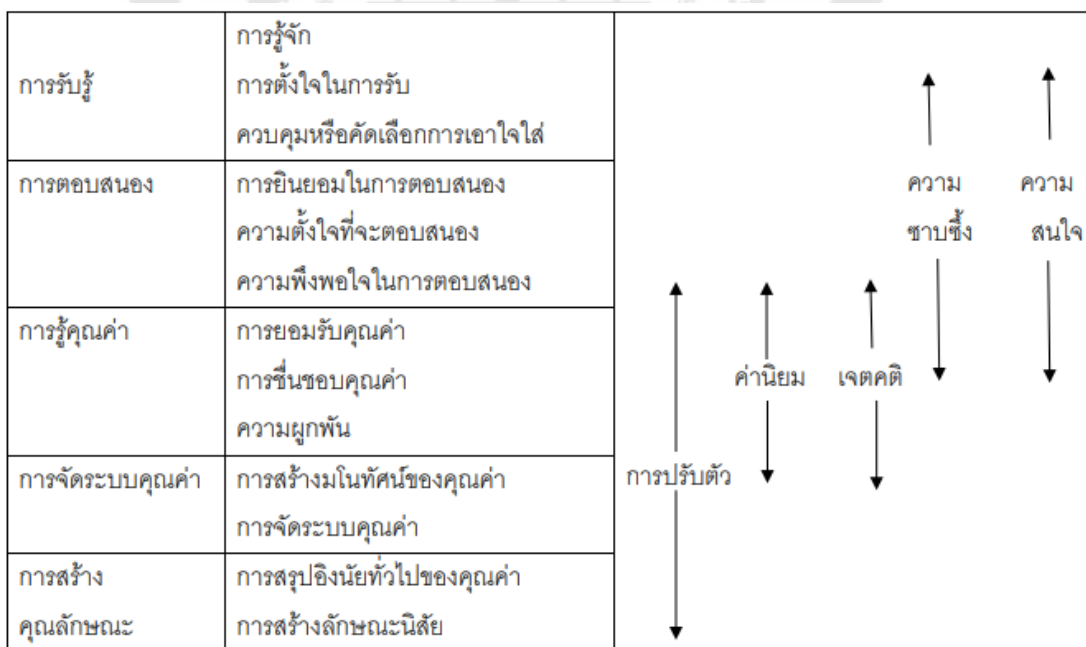 การรู้จัก
การรับรู้ การตั้งใจในการรับ
ควบคุมหรือคัดเลือกการเอาใจใส่
การตอบสนอง การยินยอมในการตอบสนอง ความ ความ
ความตั้งใจที่จะตอบสนอง ซาบซึ้ง สนใจ
ความพึงพอใจในการตอบสนอง
การรู้คุณค่า การยอมรับคุณค่า
การชื่นชอบคุณค่า ค่านิยม เจตคติ
ความผูกพัน
การจัดระบบคุณค่า การสร้างมโนทัศน์ของคุณค่า การปรับตัว
การจัดระบบคุณค่า
การสร้าง การสรุปอิงนัยทั่วไปของคุณค่า
คุณลักษณะ การสร้างลักษณะนิสัย